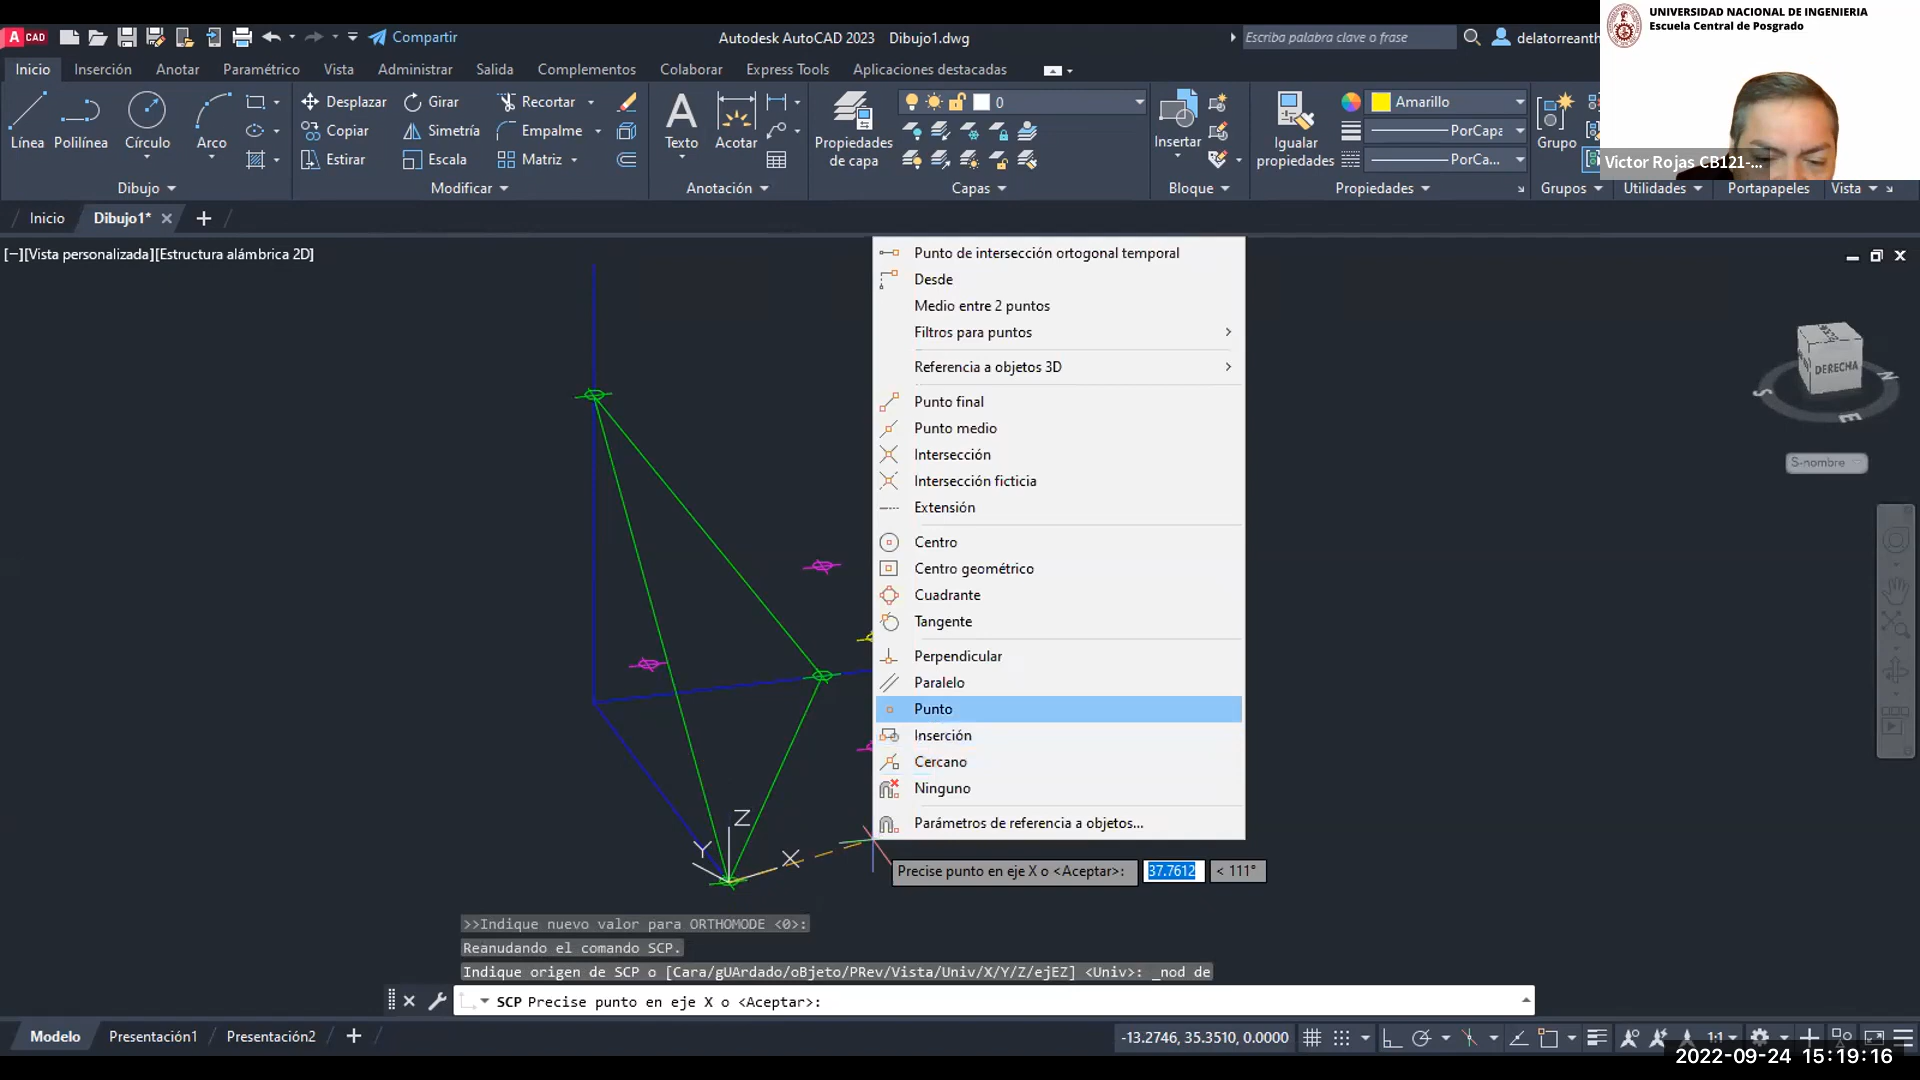 UNIVERSIDAD NACIONAL DE INGENIERIA
Escuela Central de Posgrado
Victor Rojas CB121-...
A CAD
Compartir
Autodesk AutoCAD 2023 Dibujo1.dwg
Escriba palabra clave o frase
delatorreanth
Inicio Inserción Anotar Paramétrico Vista Administrar Salida Complementos Colaborar Express Tools Aplicaciones destacadas
Línea Polilínea Círculo Arco
Desplazar Girar Recortar
Copiar Simetría Empalme
Estirar Escala Matriz
Texto Acotar
Propiedades de capa
0
Insertar
Igualar propiedades
Amarillo
PorCapa
PorCa...
Grupo
Dibujo Modificar Anotación Capas Bloque Propiedades Grupos Utilidades Portapapeles Vista
Inicio Dibujo1*
[−][Vista personalizada][Estructura alámbrica 2D]
Punto de intersección ortogonal temporal
Desde
Medio entre 2 puntos
Filtros para puntos
Referencia a objetos 3D
Punto final
Punto medio
Intersección
Intersección ficticia
Extensión
Centro
Centro geométrico
Cuadrante
Tangente
Perpendicular
Paralelo
Punto
Inserción
Cercano
Ninguno
Parámetros de referencia a objetos...
DERECHA
S
E
N
S-nombre
Z
Y
X
Precise punto en eje X o <Aceptar>: 37.7612 < 111°
>>Indique nuevo valor para ORTHOMODE <0>:
Reanudando el comando SCP.
Indique origen de SCP o [Cara/gUArdado/oBjeto/PRev/Vista/Univ/X/Y/Z/ejEZ] <Univ>: _nod de
SCP Precise punto en eje X o <Aceptar>:
Modelo Presentación1 Presentación2
-13.2746, 35.3510, 0.0000
1:1
2022-09-24 15:19:16